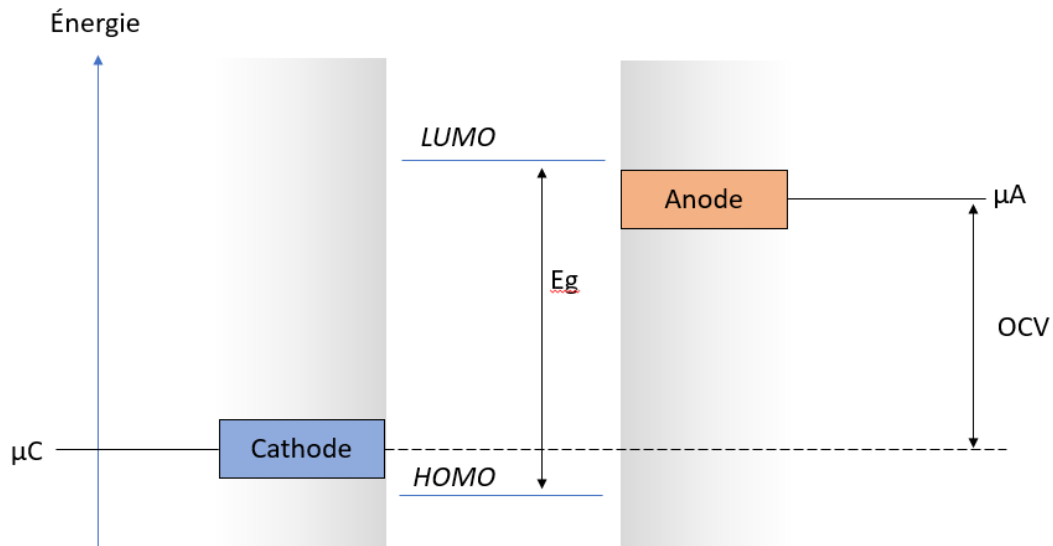 Énergie
LUMO
Anode
µA
Eg
OCV
Cathode
µC
HOMO